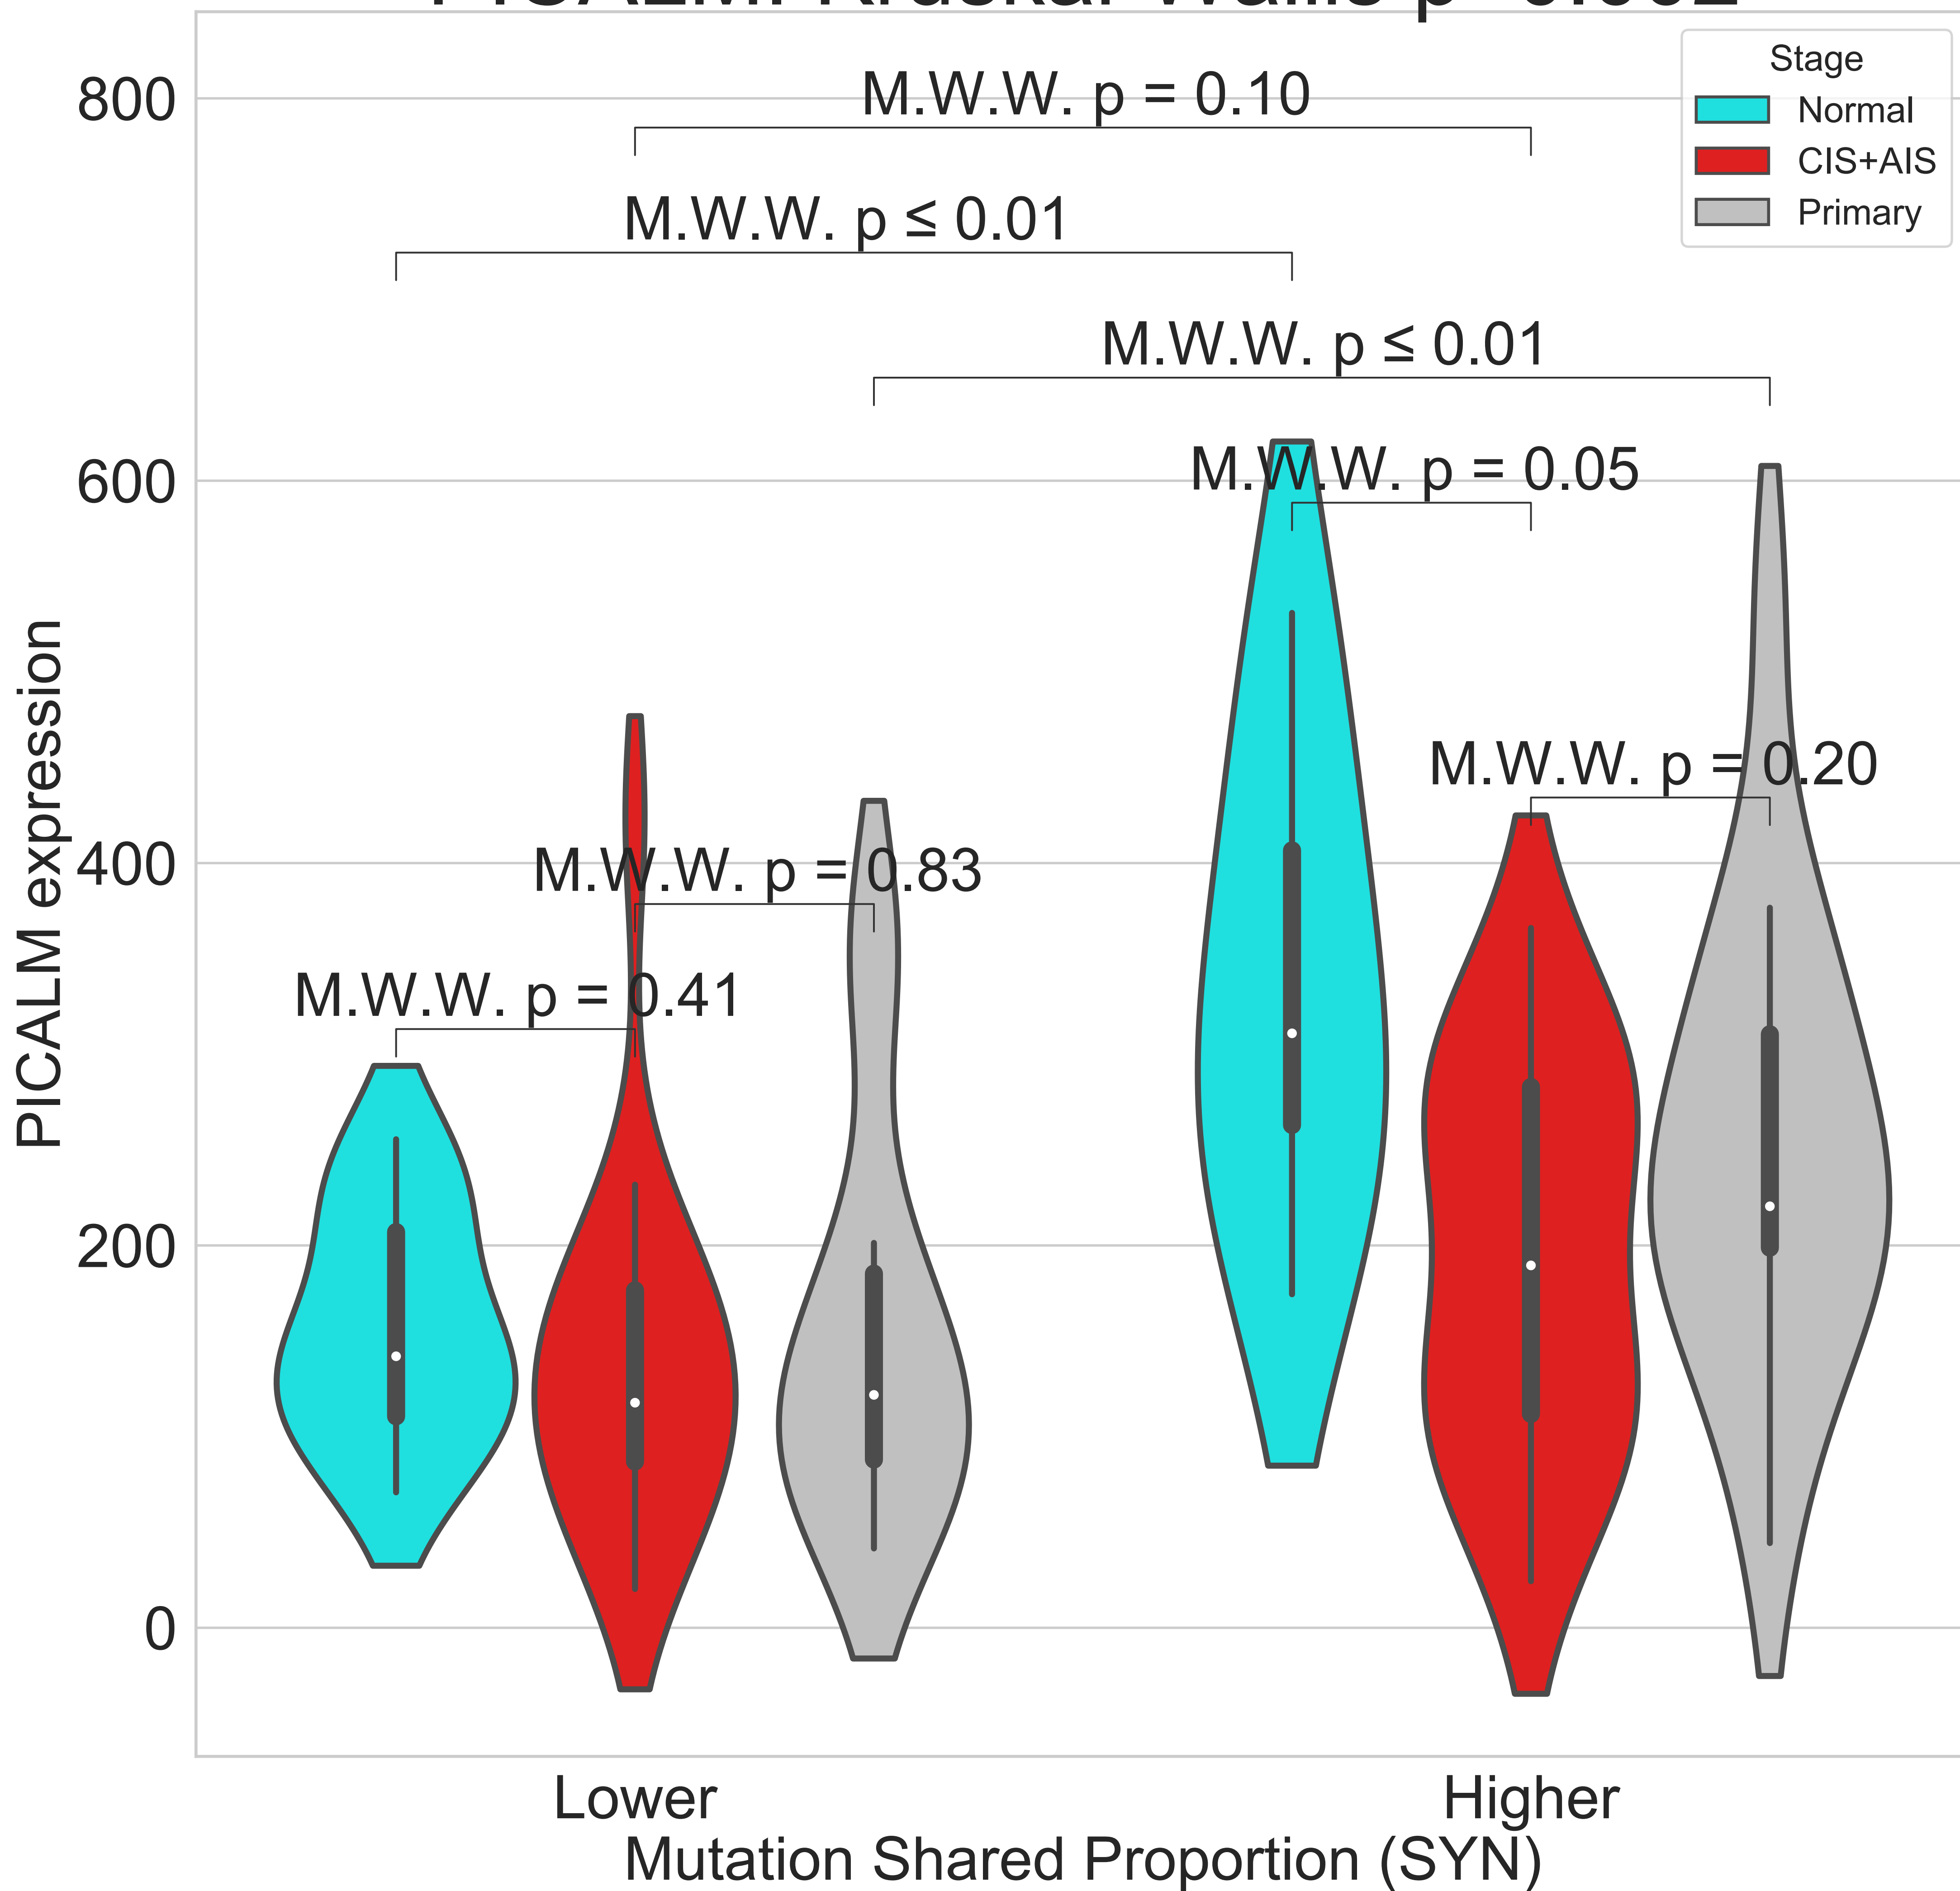 800
600
400
200
0
PICALM expression
M.W.W. p = 0.10
M.W.W. p ≤ 0.01
M.W.W. p ≤ 0.01
M.W.W. p = 0.05
M.W.W. p = 0.20
M.W.W. p = 0.83
M.W.W. p = 0.41
Stage
Normal
CIS+AIS
Primary
Lower
Higher
Mutation Shared Proportion (SYN)